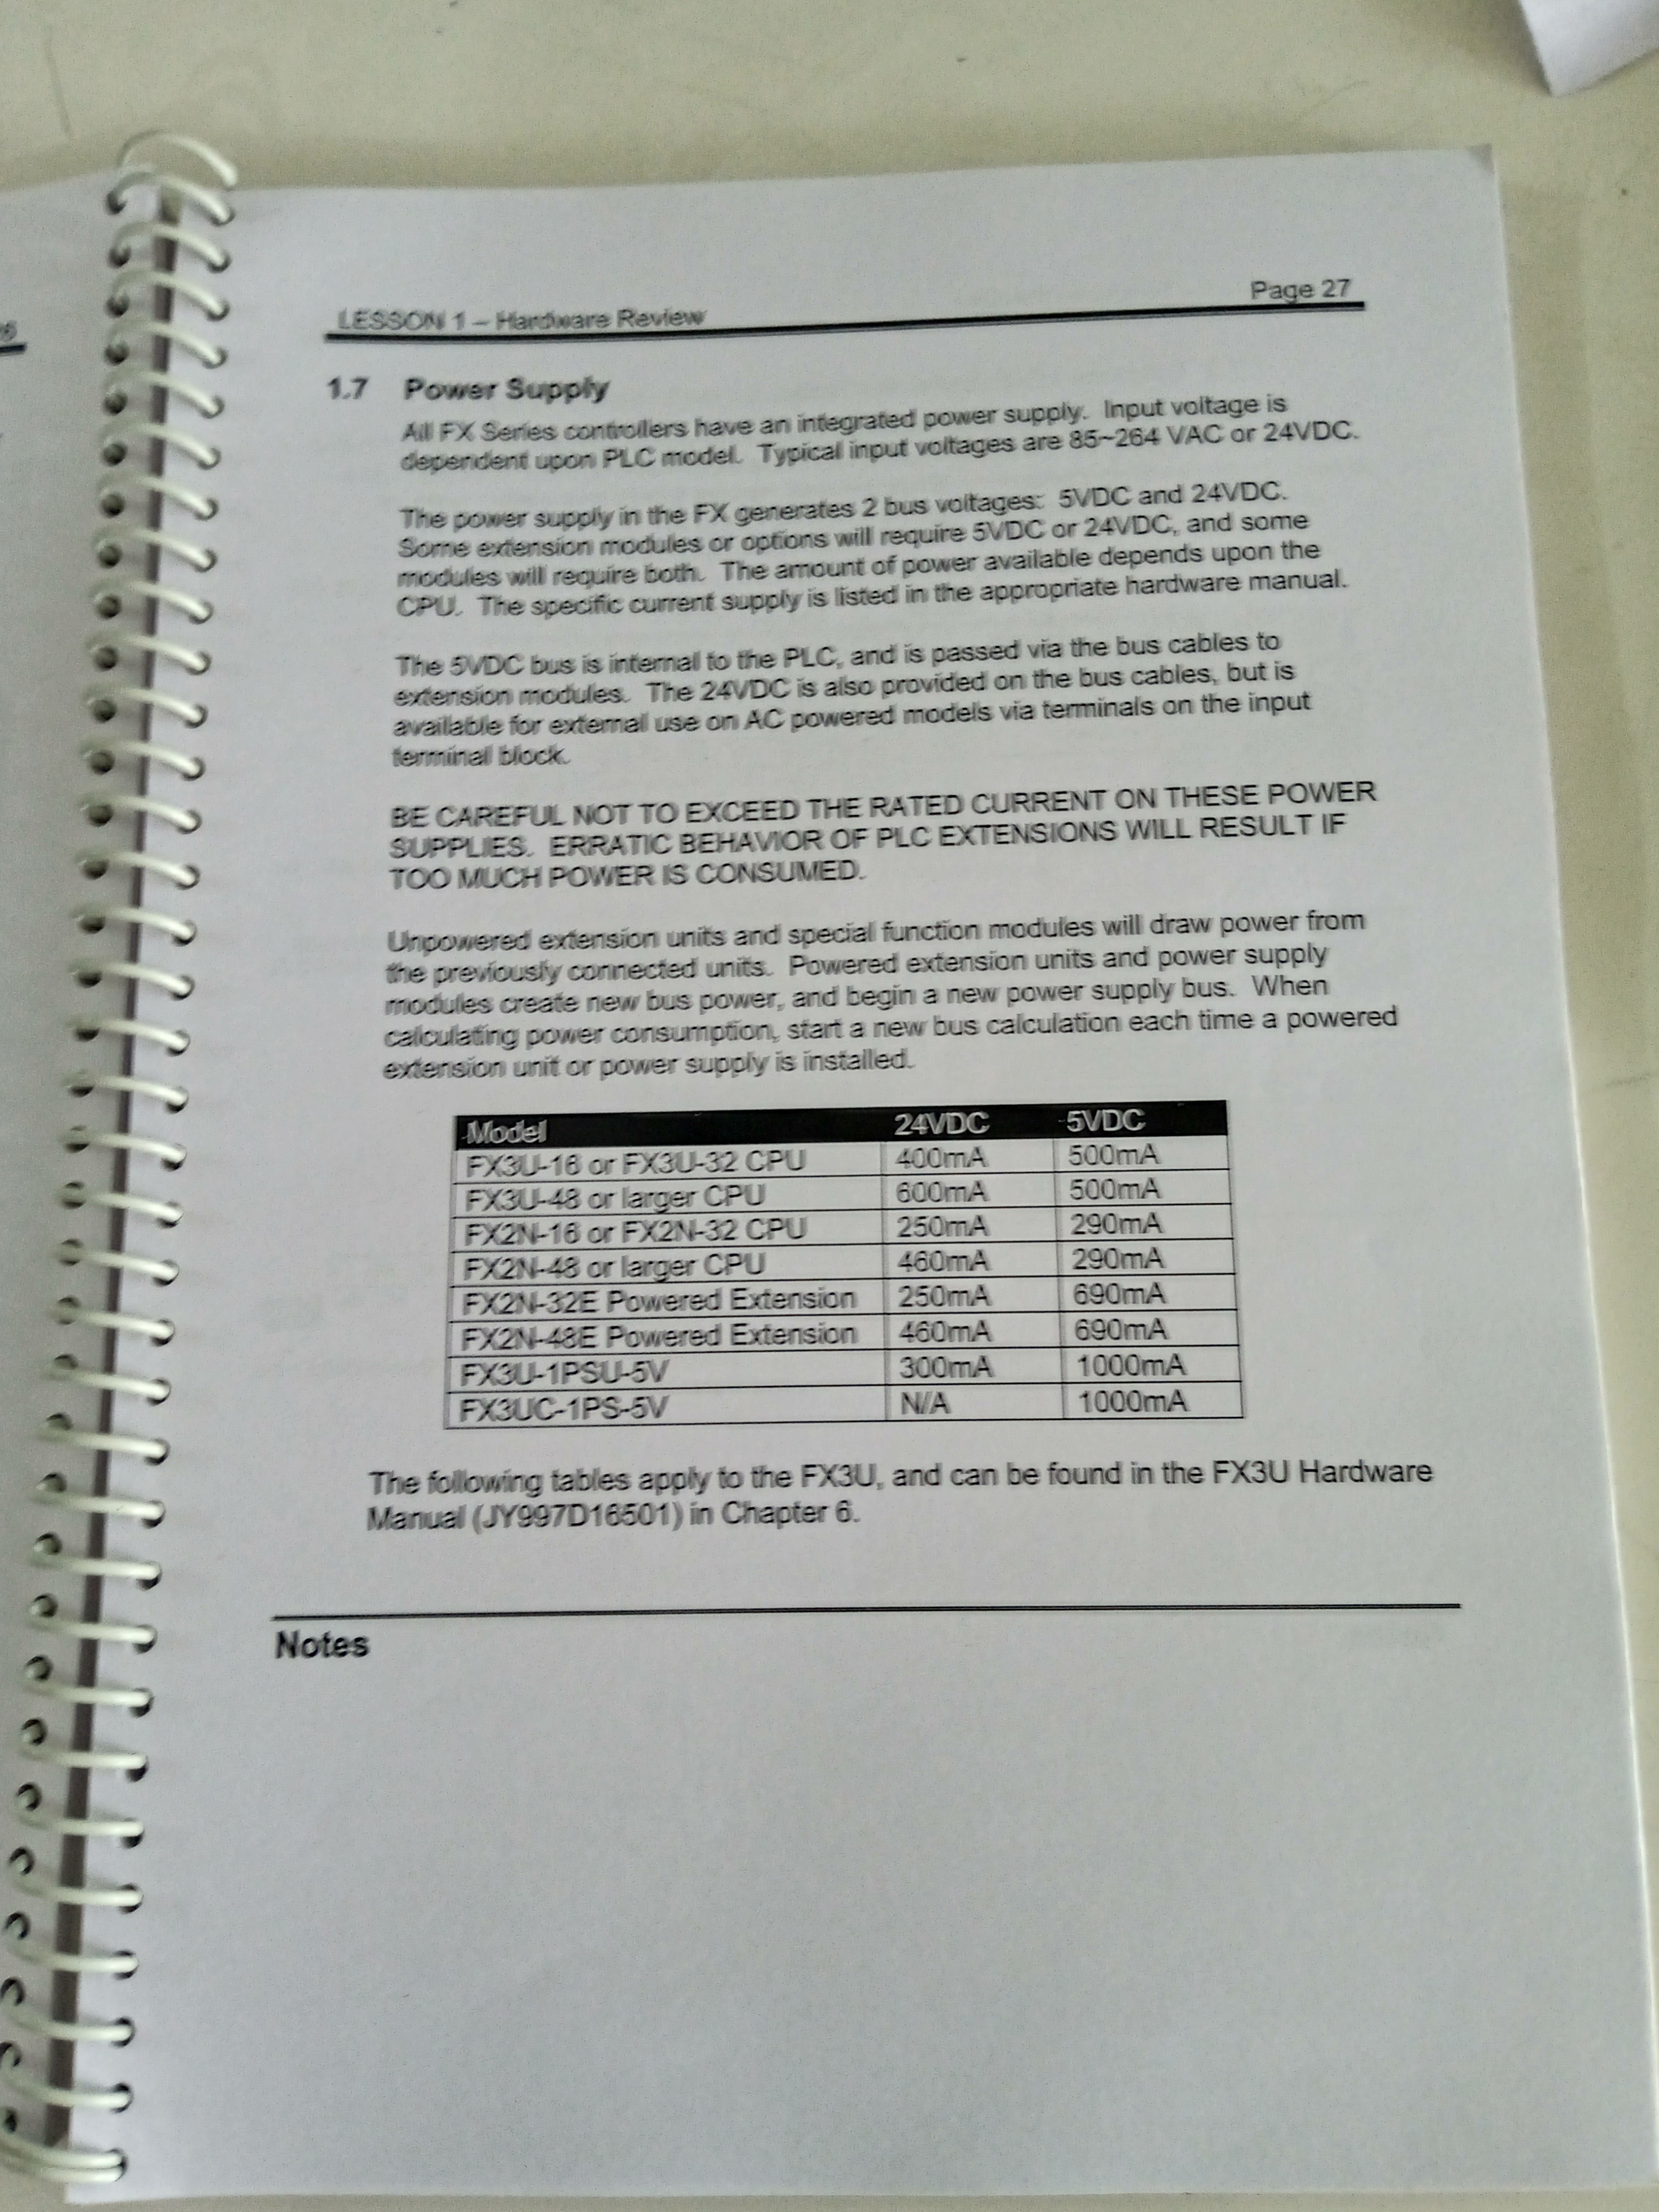 6
LESSON 1 – Hardware Review Page 27
1.7 Power Supply
All FX Series controllers have an integrated power supply. Input voltage is
dependent upon PLC model. Typical input voltages are 85~264 VAC or 24VDC.
The power supply in the FX generates 2 bus voltages: 5VDC and 24VDC.
Some extension modules or options will require 5VDC or 24VDC, and some
modules will require both. The amount of power available depends upon the
CPU. The specific current supply is listed in the appropriate hardware manual.
The 5VDC bus is internal to the PLC, and is passed via the bus cables to
extension modules. The 24VDC is also provided on the bus cables, but is
available for external use on AC powered models via terminals on the input
terminal block.
BE CAREFUL NOT TO EXCEED THE RATED CURRENT ON THESE POWER
SUPPLIES. ERRATIC BEHAVIOR OF PLC EXTENSIONS WILL RESULT IF
TOO MUCH POWER IS CONSUMED.
Unpowered extension units and special function modules will draw power from
the previously connected units. Powered extension units and power supply
modules create new bus power, and begin a new power supply bus. When
calculating power consumption, start a new bus calculation each time a powered
extension unit or power supply is installed.
Model 24VDC 5VDC
FX3U-16 or FX3U-32 CPU 400mA 500mA
FX3U-48 or larger CPU 600mA 500mA
FX2N-16 or FX2N-32 CPU 250mA 290mA
FX2N-48 or larger CPU 460mA 290mA
FX2N-32E Powered Extension 250mA 690mA
FX2N-48E Powered Extension 460mA 690mA
FX3U-1PSU-5V 300mA 1000mA
FX3UC-1PS-5V N/A 1000mA
The following tables apply to the FX3U, and can be found in the FX3U Hardware
Manual (JY997D16501) in Chapter 6.
Notes